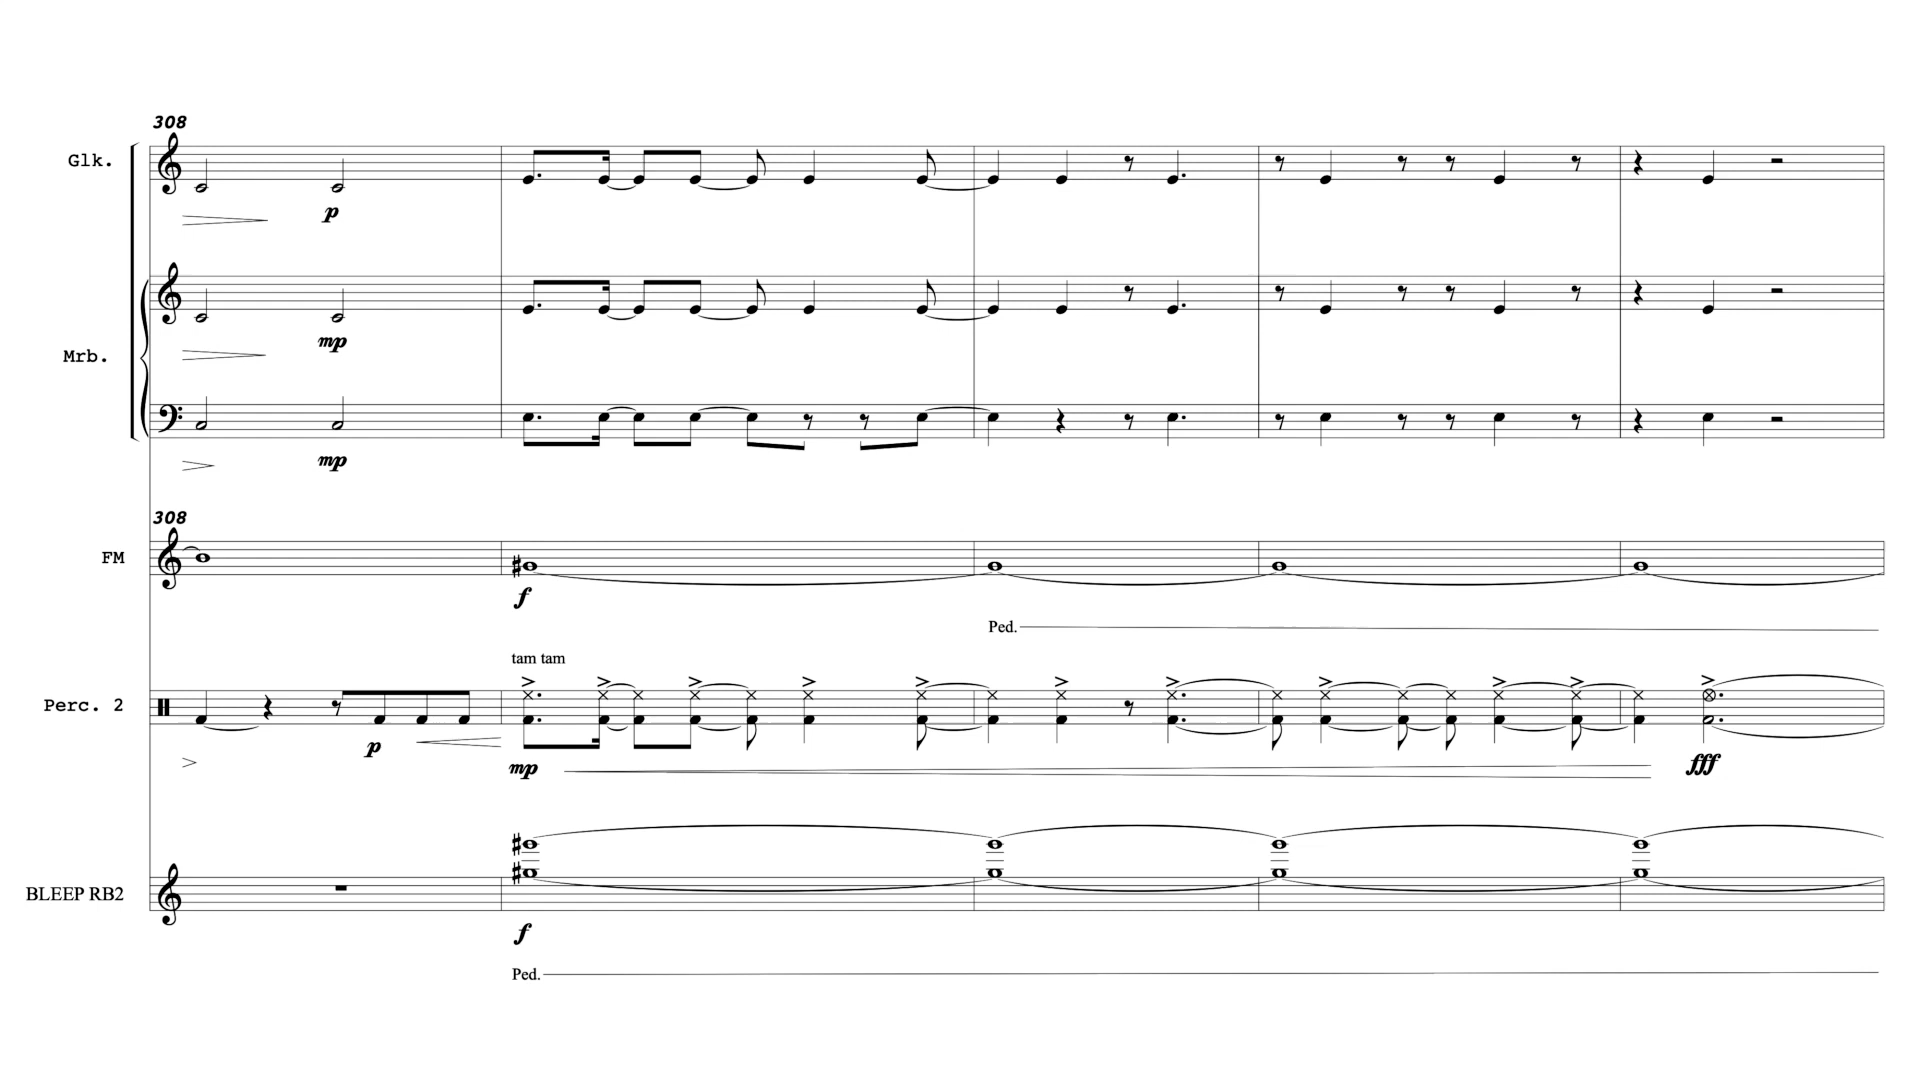 308
Glk.
p
mp
Mrb.
mp
308
FM
f
Ped.
tam tam
Perc. 2
p
mp
fff
BLEEP RB2
f
Ped.